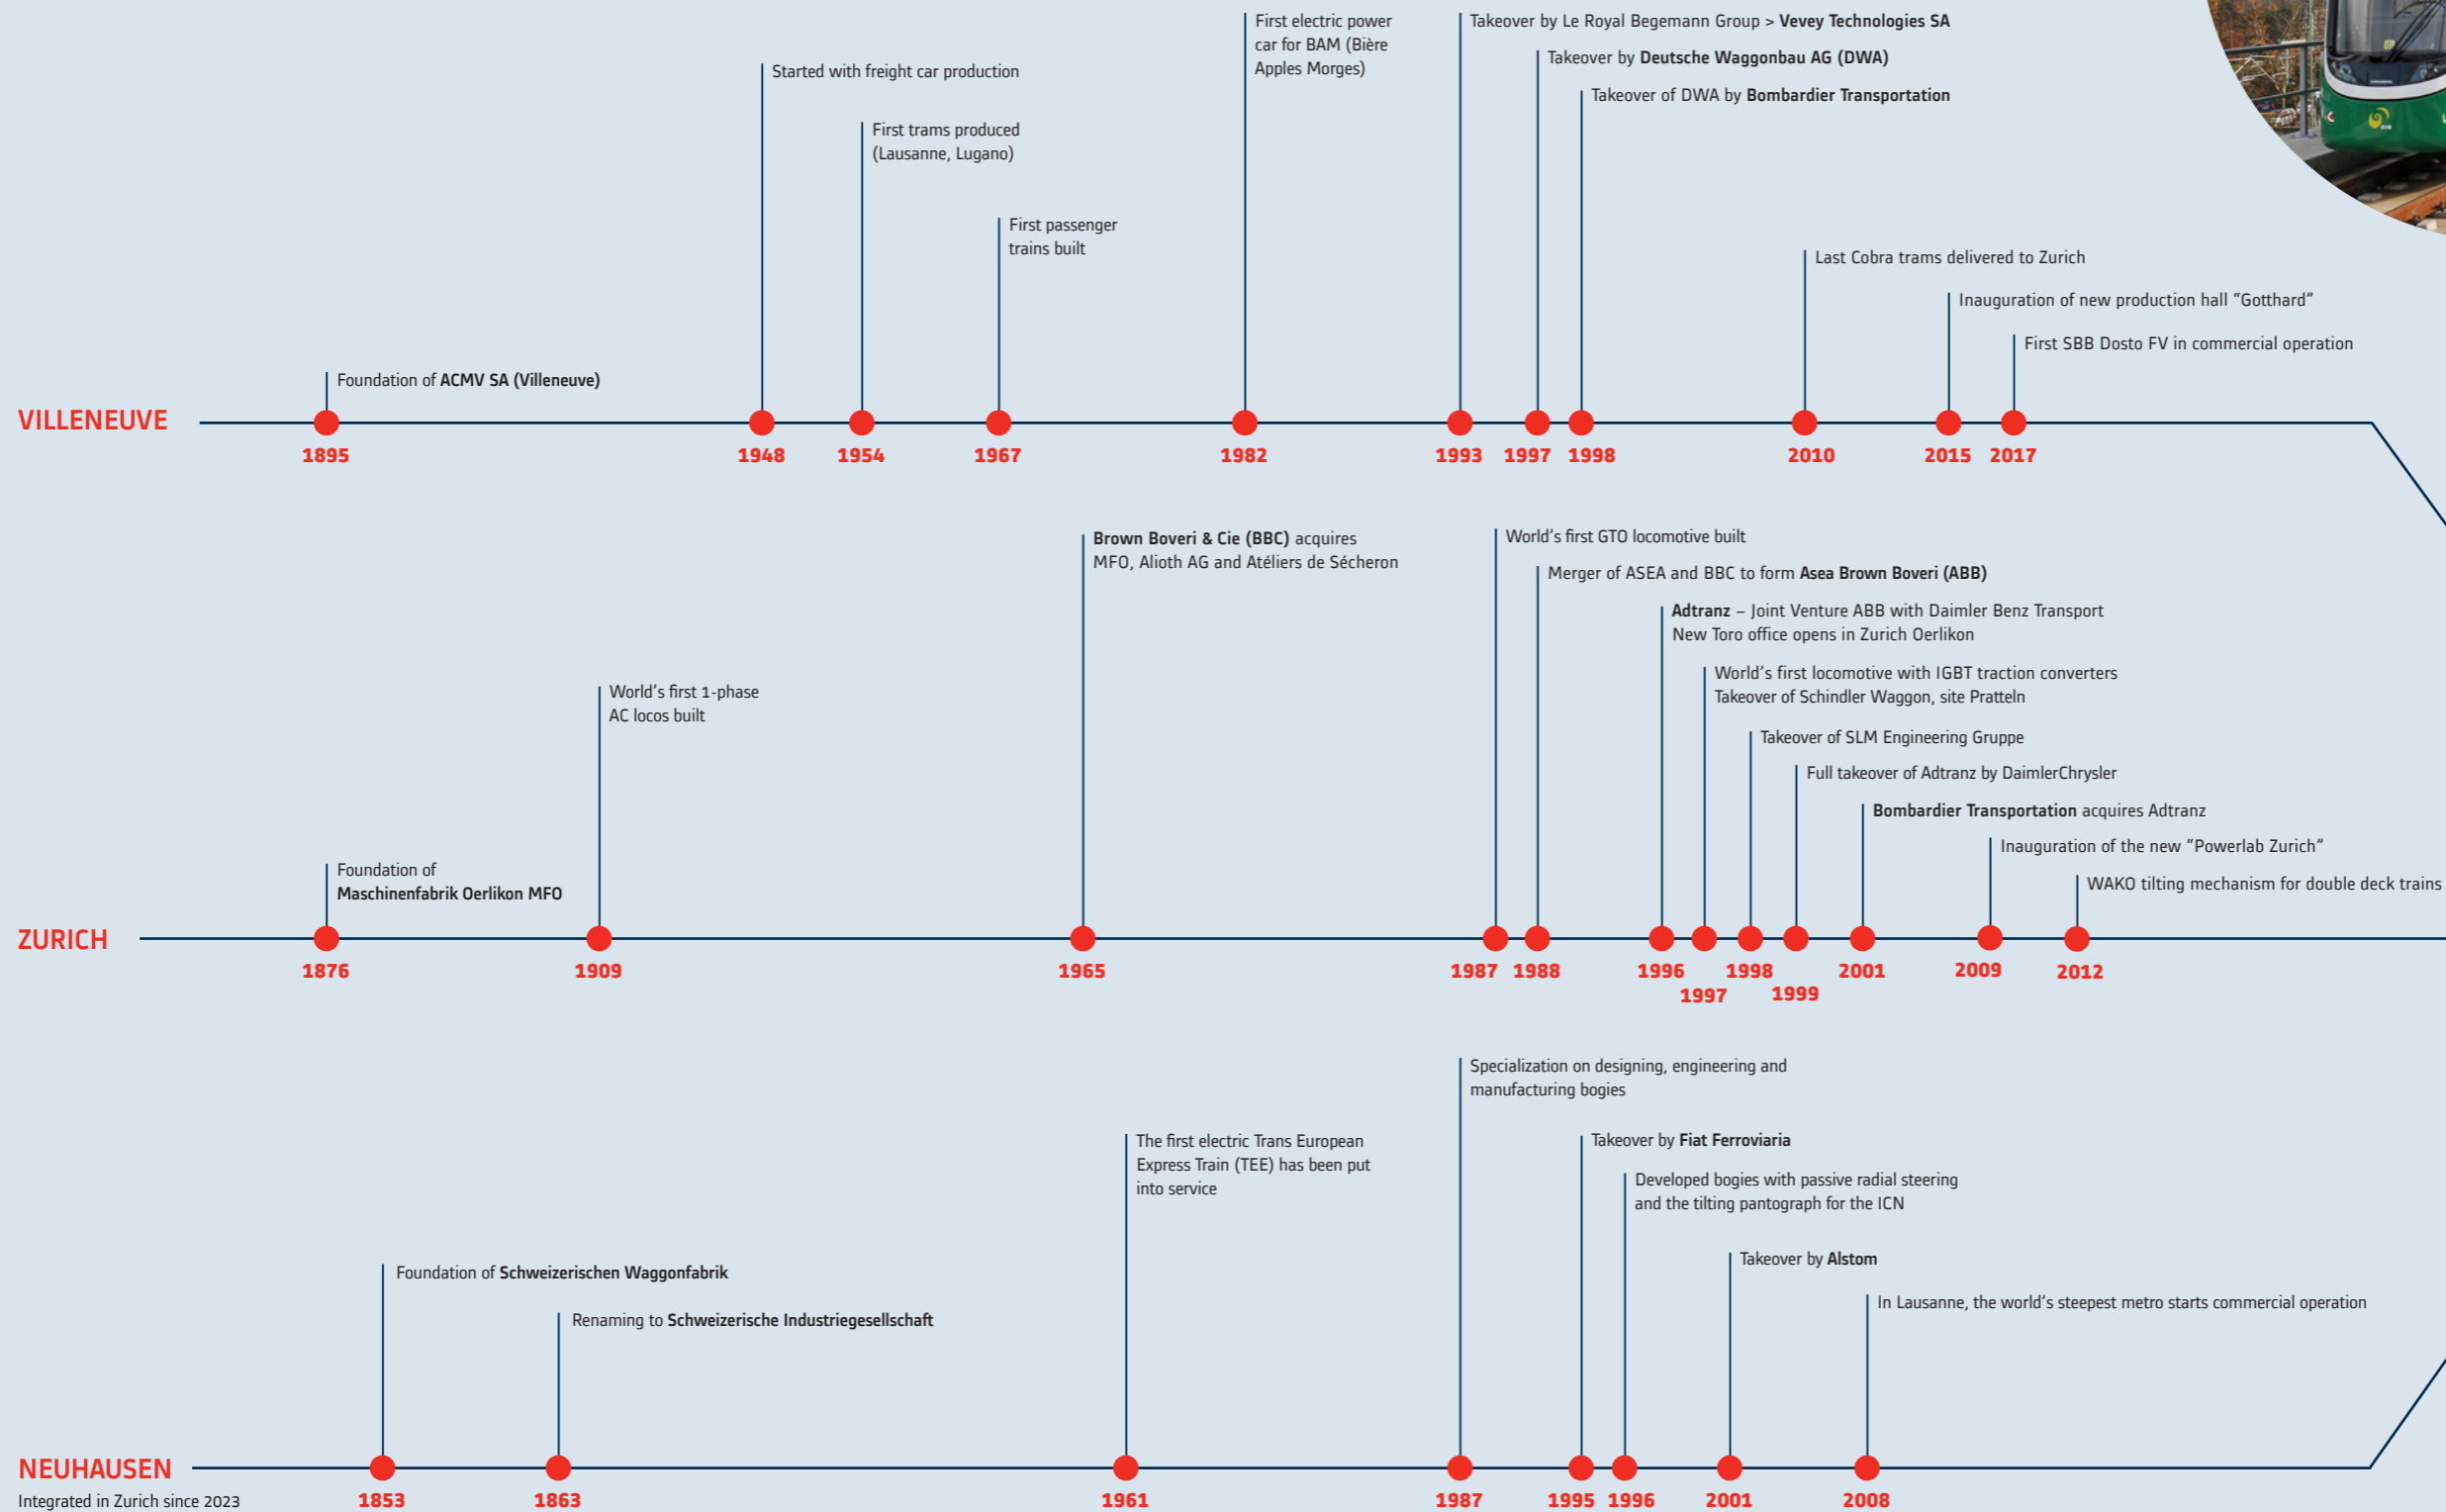 First electric power
car for BAM (Bière
Apples Morges)
Takeover by Le Royal Begemann Group > Vevey Technologies SA
Takeover by Deutsche Waggonbau AG (DWA)
Takeover of DWA by Bombardier Transportation
Started with freight car production
First trams produced
(Lausanne, Lugano)
First passenger
trains built
Last Cobra trams delivered to Zurich
Inauguration of new production hall “Gotthard”
First SBB Dosto FV in commercial operation
Foundation of ACMV SA (Villeneuve)
VILLENEUVE
1895 1948 1954 1967 1982 1993 1997 1998 2010 2015 2017
Brown Boveri & Cie (BBC) acquires
MFO, Alioth AG and Atéliers de Sécheron
World’s first GTO locomotive built
Merger of ASEA and BBC to form Asea Brown Boveri (ABB)
Adtranz – Joint Venture ABB with Daimler Benz Transport
New Toro office opens in Zurich Oerlikon
World’s first locomotive with IGBT traction converters
Takeover of Schindler Waggon, site Pratteln
World’s first 1-phase
AC locos built
Takeover of SLM Engineering Gruppe
Full takeover of Adtranz by DaimlerChrysler
Bombardier Transportation acquires Adtranz
Inauguration of the new “Powerlab Zurich”
WAKO tilting mechanism for double deck trains
Foundation of
Maschinenfabrik Oerlikon MFO
ZURICH
1876 1909 1965 1987 1988 1996 1997 1998 1999 2001 2009 2012
Specialization on designing, engineering and
manufacturing bogies
The first electric Trans European
Express Train (TEE) has been put
into service
Takeover by Fiat Ferroviaria
Developed bogies with passive radial steering
and the tilting pantograph for the ICN
Takeover by Alstom
In Lausanne, the world’s steepest metro starts commercial operation
Foundation of Schweizerischen Waggonfabrik
Renaming to Schweizerische Industriegesellschaft
NEUHAUSEN
Integrated in Zurich since 2023
1853 1863 1961 1987 1995 1996 2001 2008